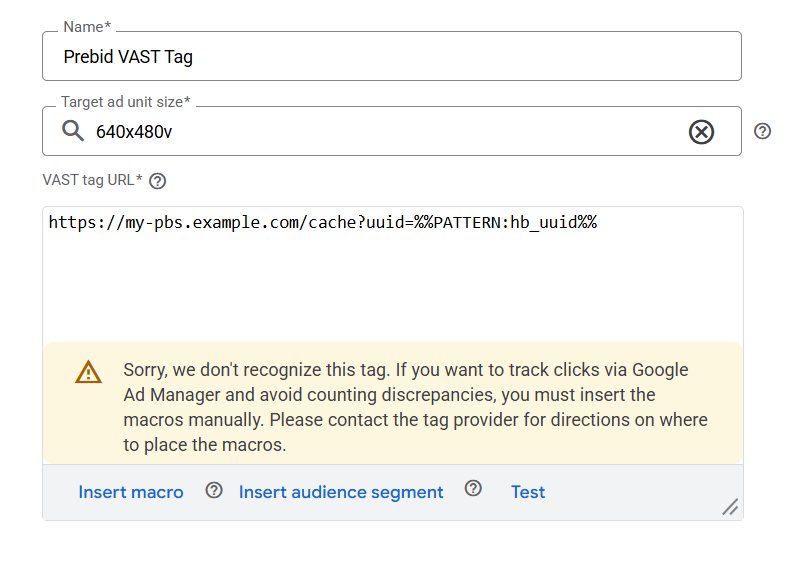 Name*
Prebid VAST Tag
Target ad unit size*
640x480v
VAST tag URL*
https://my-pbs.example.com/cache?uuid=%%PATTERN:hb_uuid%%
Sorry, we don't recognize this tag. If you want to track clicks via Google
Ad Manager and avoid counting discrepancies, you must insert the
macros manually. Please contact the tag provider for directions on where
to place the macros.
Insert macro Insert audience segment Test